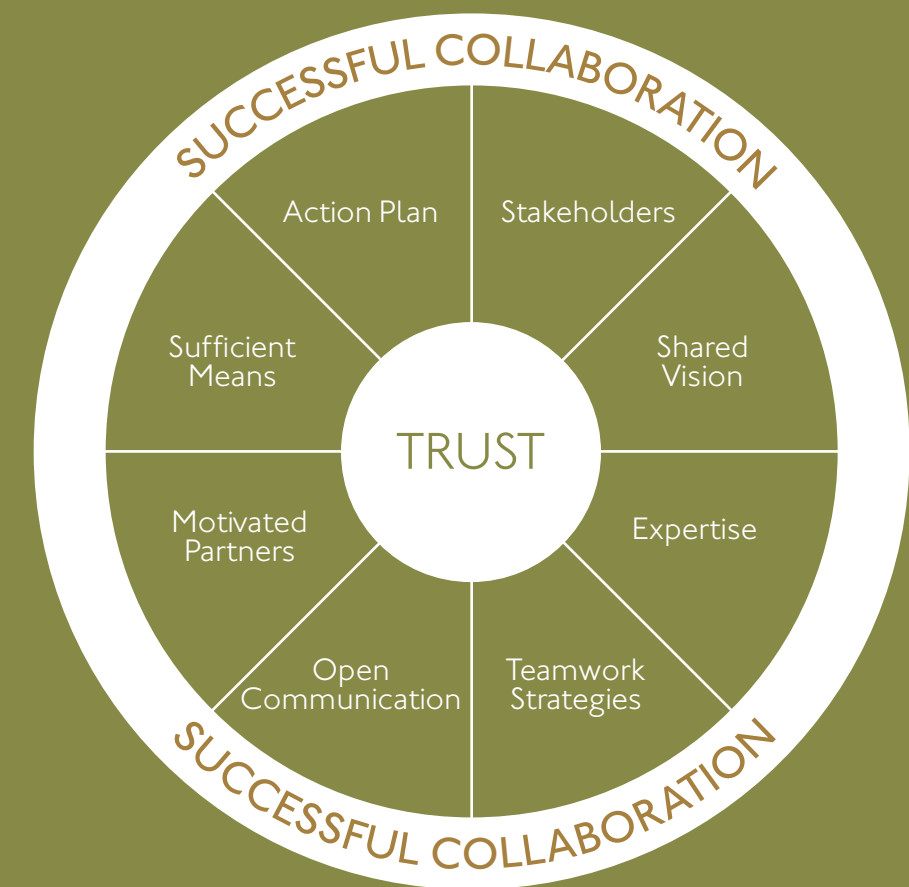 SUCCESSFUL COLLABORATION
Action Plan
Stakeholders
Sufficient
Means
Shared
Vision
TRUST
Motivated
Partners
Expertise
Open
Communication
Teamwork
Strategies
SUCCESSFUL COLLABORATION